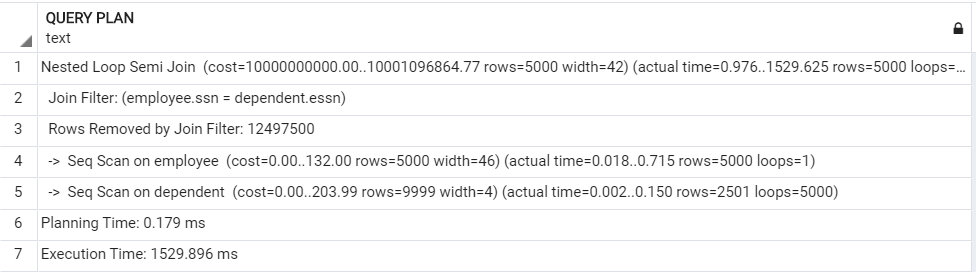 QUERY PLAN
text
1 Nested Loop Semi Join (cost=10000000000.00..10001096864.77 rows=5000 width=42) (actual time=0.976..1529.625 rows=5000 loops=...
2 Join Filter: (employee.ssn = dependent.essn)
3 Rows Removed by Join Filter: 12497500
4 -> Seq Scan on employee (cost=0.00..132.00 rows=5000 width=46) (actual time=0.018..0.715 rows=5000 loops=1)
5 -> Seq Scan on dependent (cost=0.00..203.99 rows=9999 width=4) (actual time=0.002..0.150 rows=2501 loops=5000)
6 Planning Time: 0.179 ms
7 Execution Time: 1529.896 ms